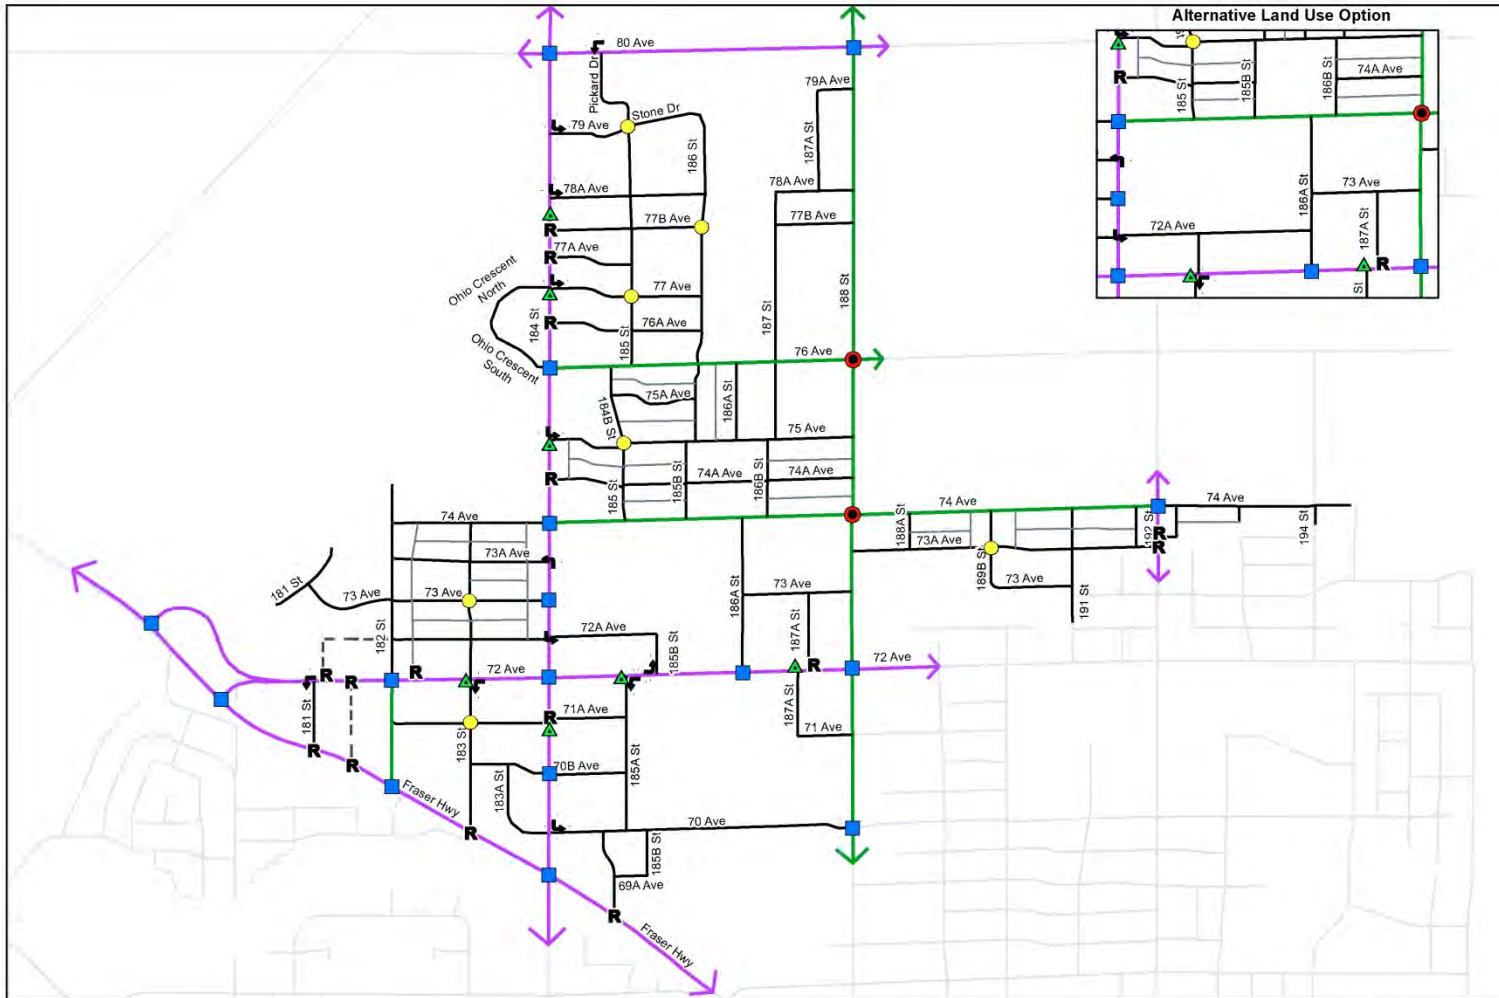 Alternative Land Use Option
80 Ave
Pickard Dr
79A Ave
Stone Dr
79 Ave
186 St
187A St
78A Ave
78A Ave
77B Ave
77B Ave
R
77A Ave
R
Ohio Crescent
North
77 Ave
188 St
184 St
187 St
R
76A Ave
185 St
76 Ave
Ohio Crescent
South
75A Ave
186A St
184B St
75 Ave
R
74A Ave
74A Ave
185 St
185B St
186B St
74 Ave
74 Ave
74 Ave
188A St
192 St
194 St
R
R
73A Ave
73A Ave
189B St
73 Ave
191 St
181 St
73 Ave
73 Ave
73 Ave
186A St
187A St
182 St
72A Ave
185B St
R
R
R
72 Ave
R
72 Ave
181 St
187A St
R
71A Ave
71 Ave
183 St
R
R
70B Ave
185A St
183A St
Fraser Hwy
R
70 Ave
185B St
69A Ave
R
Fraser Hwy
R
185 St
185B St
186B St
74A Ave
186A St
73 Ave
72A Ave
187A St
R
St